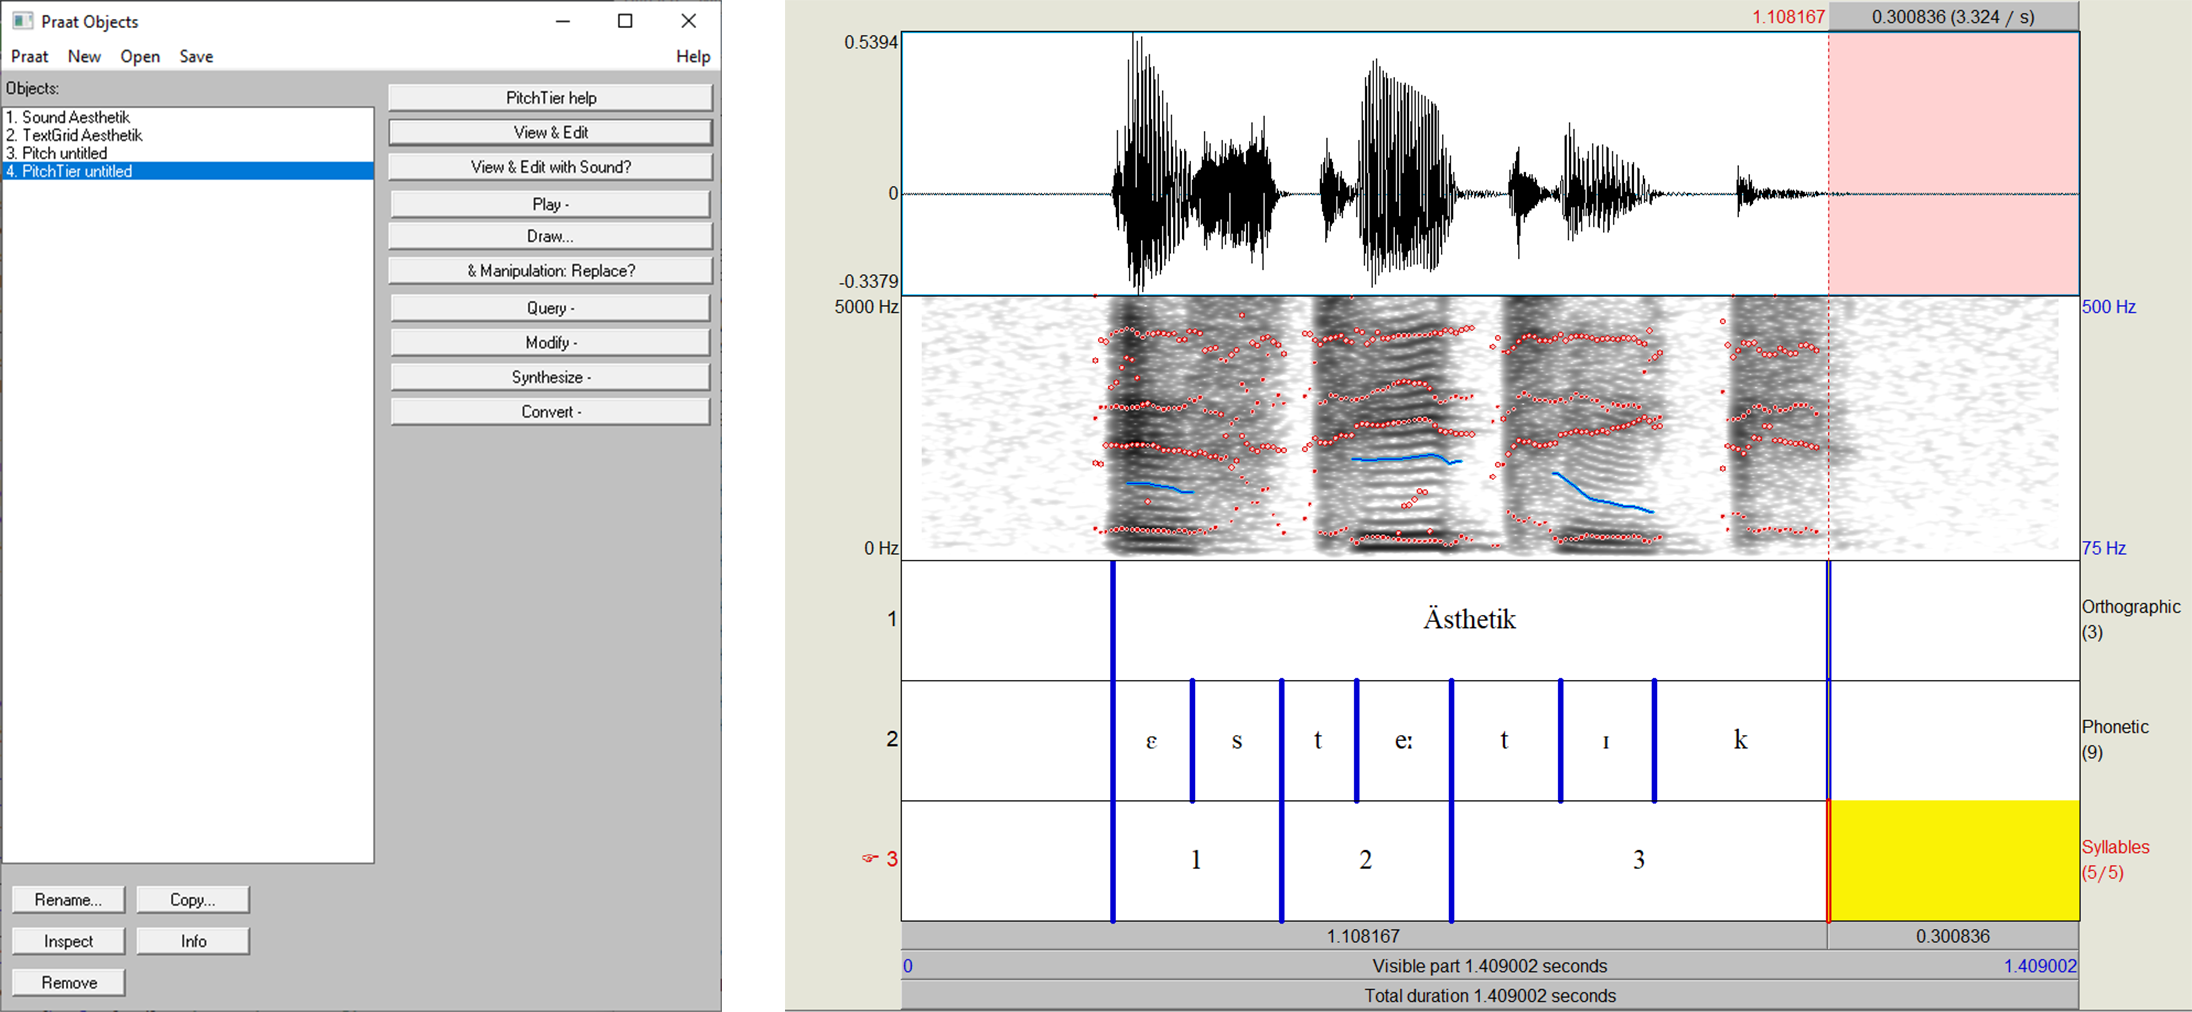 Praat Objects
Praat New Open Save Help
Objects:
1. Sound Aesthetik
2. TextGrid Aesthetik
3. Pitch untitled
4. PitchTier untitled
PitchTier help
View & Edit
View & Edit with Sound?
Play -
Draw...
& Manipulation: Replace?
Query -
Modify -
Synthesize -
Convert -
Rename...
Copy...
Inspect
Info
Remove
1.108167
0.300836 (3.324 / s)
0.5394
0
-0.3379
5000 Hz
500 Hz
0 Hz
75 Hz
1
Ästhetik
Orthographic
(3)
2
ɛ s t eː t ɪ k
Phonetic
(9)
☞ 3
1 2 3
Syllables
(5/5)
1.108167
0.300836
0
Visible part 1.409002 seconds
1.409002
Total duration 1.409002 seconds